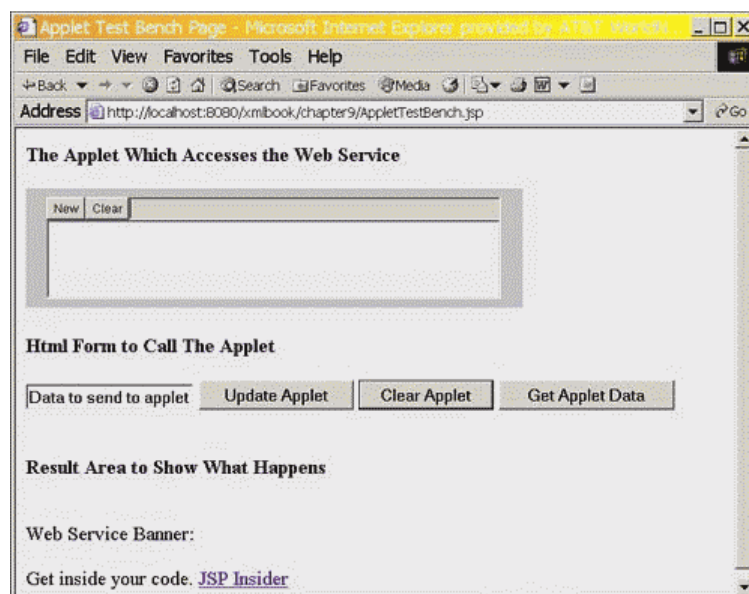 Applet Test Bench Page - Microsoft Internet Explorer provided by AT&T
File Edit View Favorites Tools Help
Back Search Favorites Media
Address http://localhost:8080/xmlbook/chapter9/AppletTestBench.jsp Go
The Applet Which Accesses the Web Service
New Clear
Html Form to Call The Applet
Data to send to applet Update Applet Clear Applet Get Applet Data
Result Area to Show What Happens
Web Service Banner:
Get inside your code. JSP Insider